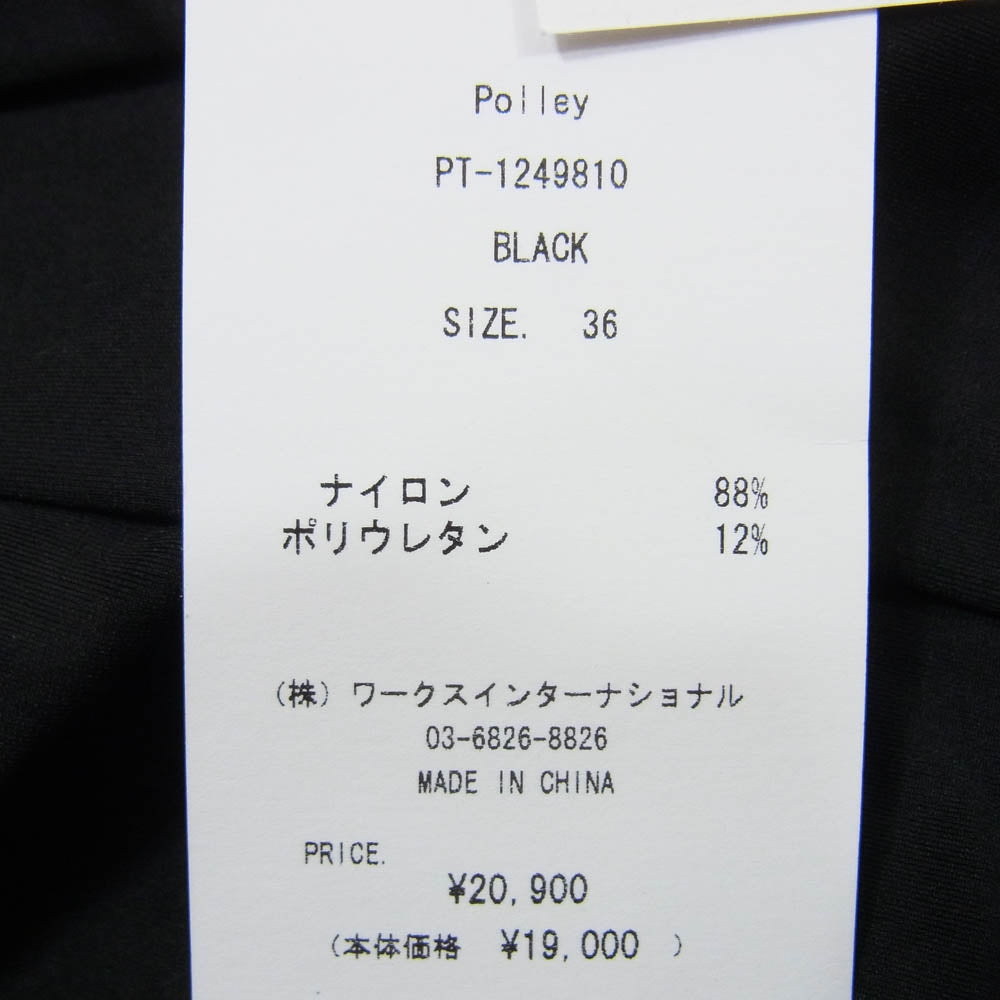 Polley
PT-1249810
BLACK
SIZE. 36
ナイロン 88%
ポリウレタン 12%
(株) ワークスインターナショナル
03-6826-8826
MADE IN CHINA
PRICE.
¥20,900
(本体価格 ¥19,000 )